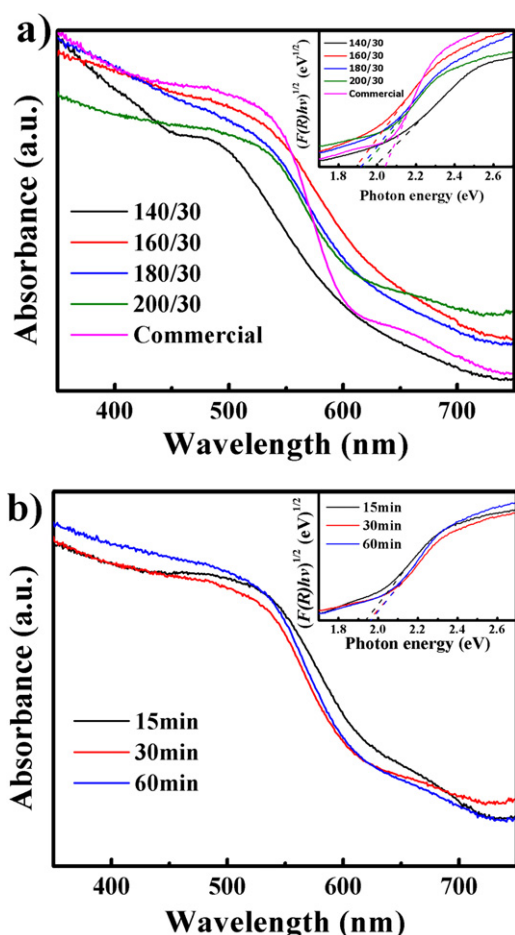 a)
Absorbance (a.u.)
140/30
160/30
180/30
200/30
Commercial
400 500 600 700
Wavelength (nm)
(F(R)hν)^1/2 (eV^1/2)
140/30
160/30
180/30
200/30
Commercial
1.8 2.0 2.2 2.4 2.6
Photon energy (eV)
b)
Absorbance (a.u.)
15min
30min
60min
400 500 600 700
Wavelength (nm)
(F(R)hν)^1/2 (eV)^1/2
15min
30min
60min
1.8 2.0 2.2 2.4 2.6
Photon energy (eV)